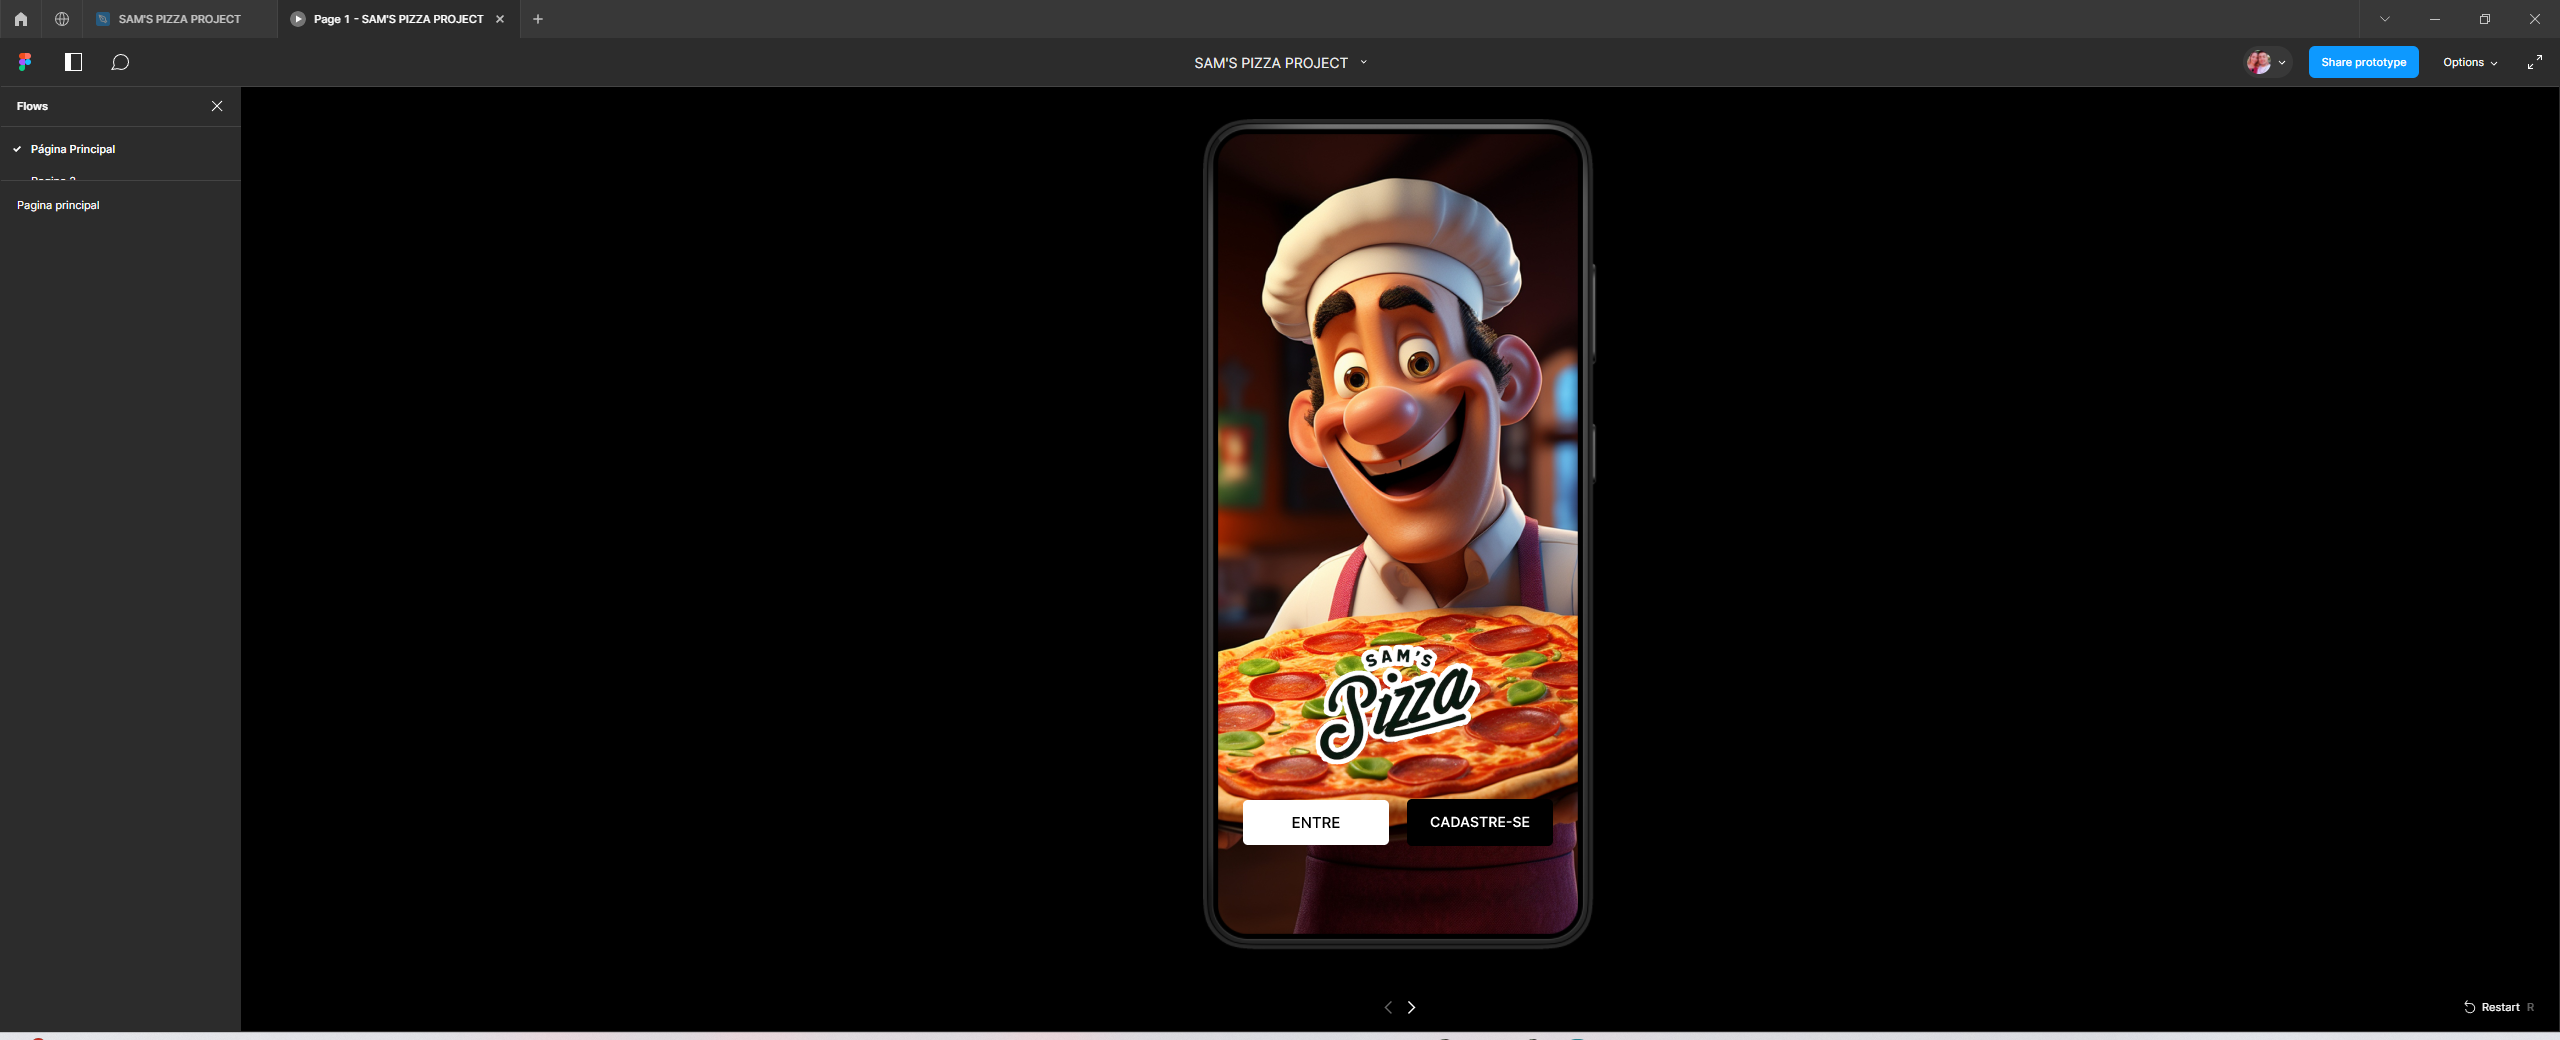 SAM'S PIZZA PROJECT
Page 1 - SAM'S PIZZA PROJECT
SAM'S PIZZA PROJECT
Share prototype
Options
Flows
Página Principal
Pagina principal
SAM'S
Pizza
ENTRE
CADASTRE-SE
Restart R